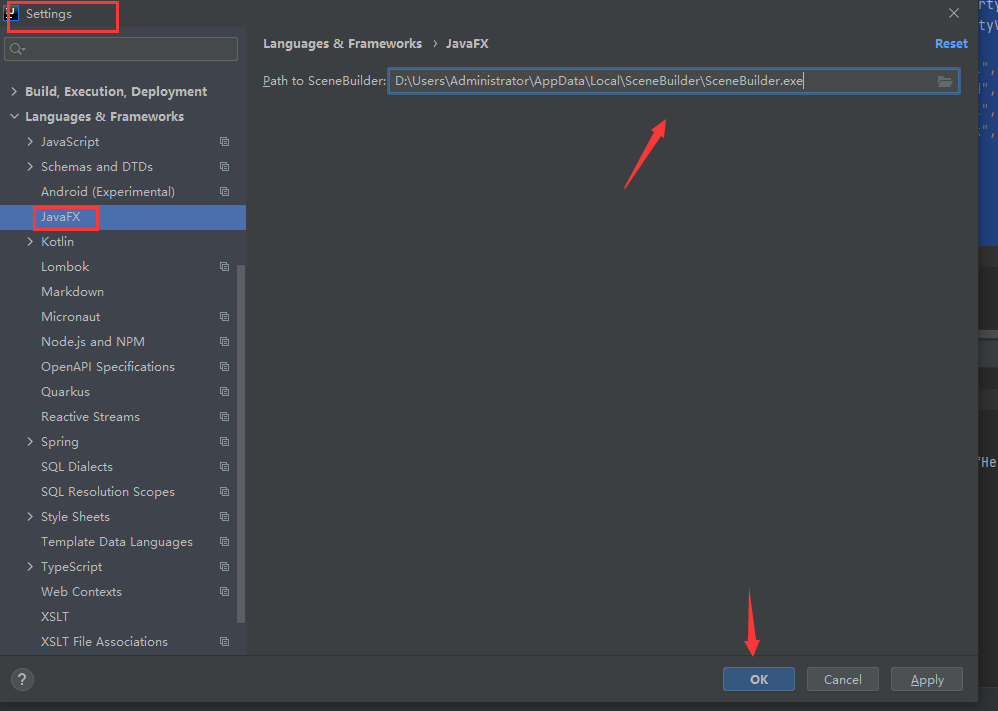 Settings
Languages & Frameworks › JavaFX
Reset
Path to SceneBuilder: D:\Users\Administrator\AppData\Local\SceneBuilder\SceneBuilder.exe
Build, Execution, Deployment
Languages & Frameworks
JavaScript
Schemas and DTDs
Android (Experimental)
JavaFX
Kotlin
Lombok
Markdown
Micronaut
Node.js and NPM
OpenAPI Specifications
Quarkus
Reactive Streams
Spring
SQL Dialects
SQL Resolution Scopes
Style Sheets
Template Data Languages
TypeScript
Web Contexts
XSLT
XSLT File Associations
"He
?
OK
Cancel
Apply